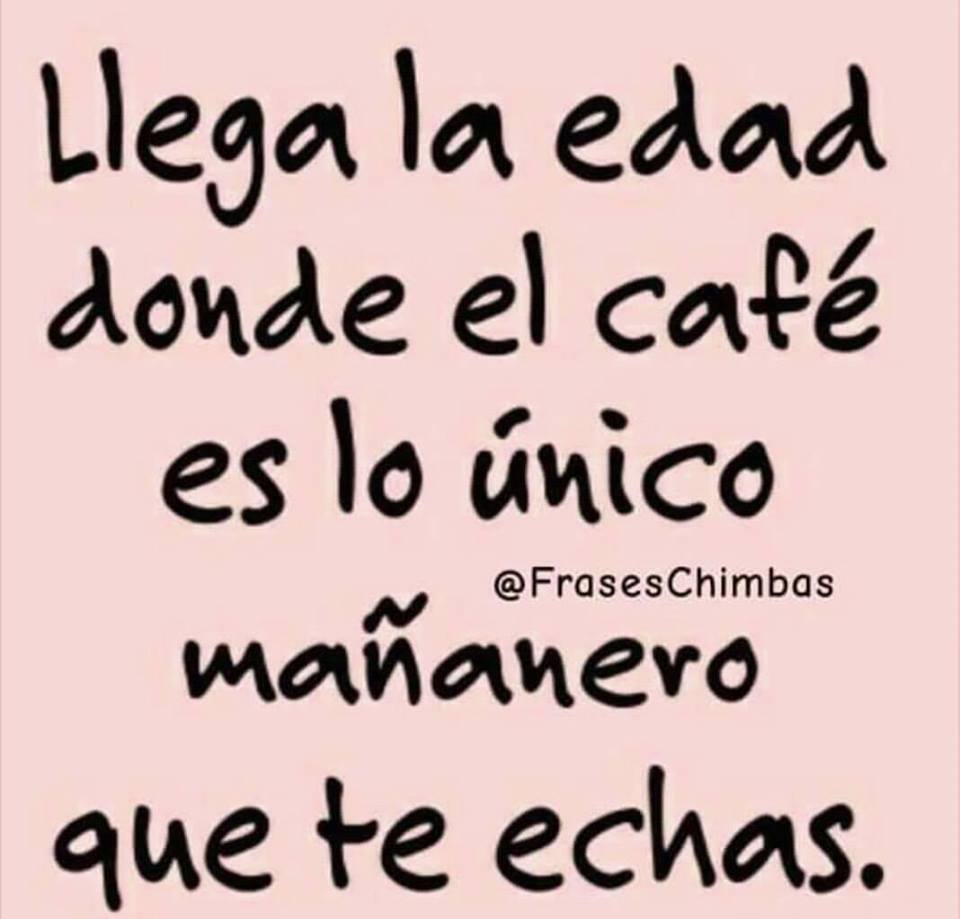 Llega la edad
donde el café
es lo único
@FrasesChimbas
mañanero
que te echas.